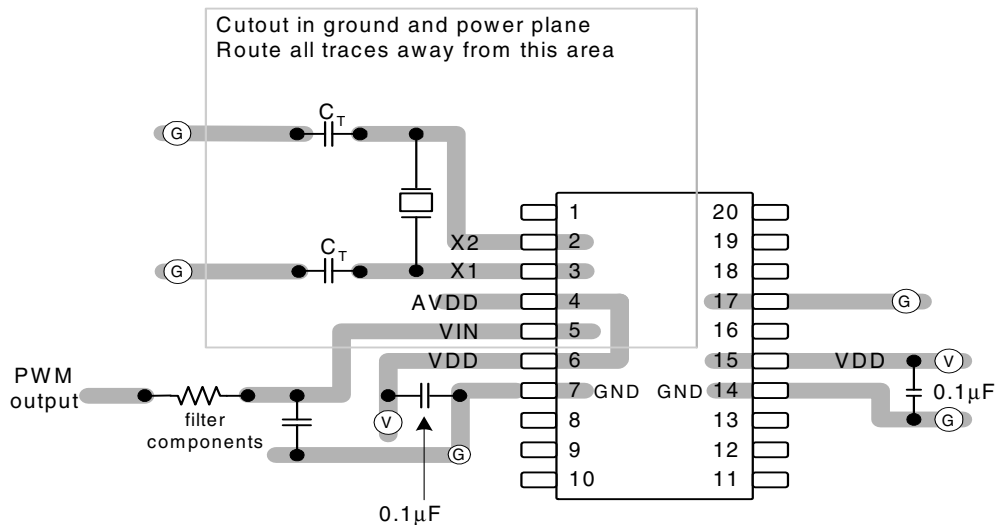 Cutout in ground and power plane
Route all traces away from this area
CT
G
CT
G
X2
X1
AVDD
VIN
VDD
1
2
3
4
5
6
7
8
9
10
GND
20
19
18
17
16
15
14
13
12
11
GND
G
VDD
V
0.1µF
G
PWM
output
filter
components
V
G
0.1µF